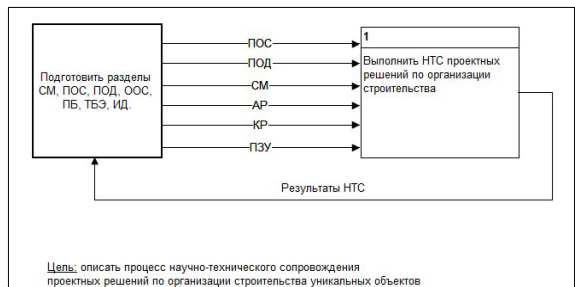 Подготовить разделы
СМ, ПОС, ПОД, ООС,
ПБ, ТБЭ, ИД.
ПОС
ПОД
СМ
АР
КР
ПЗУ
1
Выполнить НТС проектных
решений по организации
строительства
Результаты НТС
Цель: описать процесс научно-технического сопровождения
проектных решений по организации строительства уникальных объектов